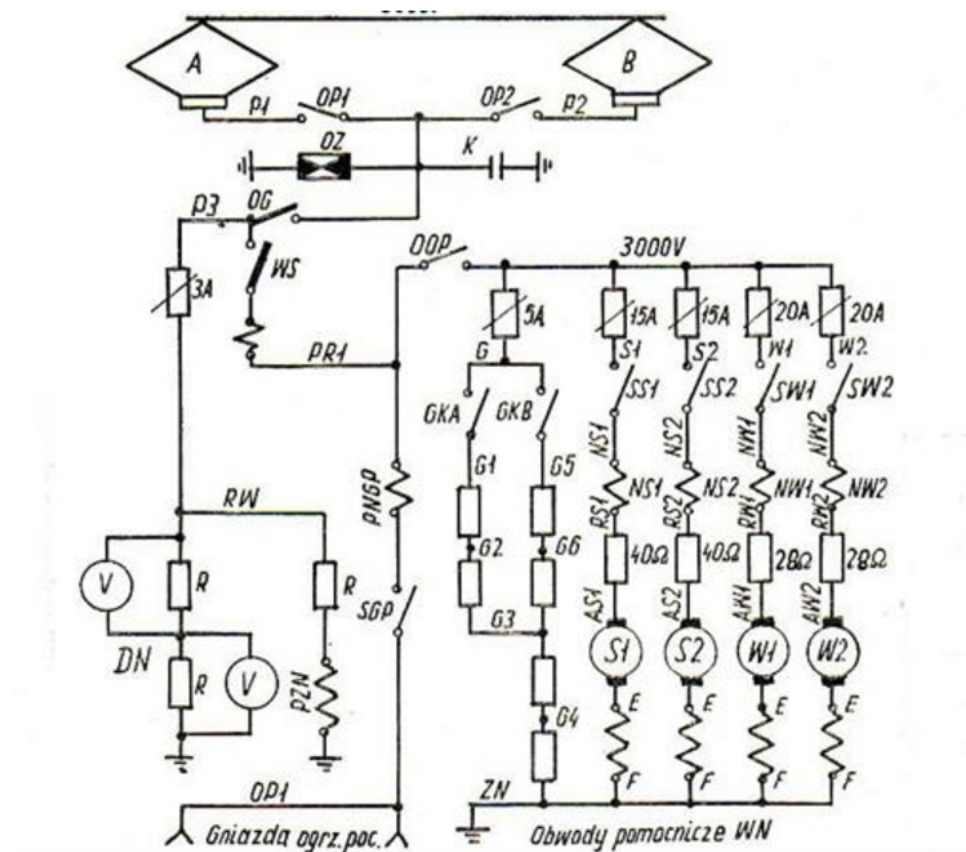 A
B
P1 OP1 OP2 P2
OZ K
P3 OG
WS
OOP 3000V
3A
5A 15A 15A 20A 20A
PR1
G S1 S2 W1 W2
GKA GKB SS1 SS2 SW1 SW2
G1 G5 NS1 NS2 NW1 NW2
PNGP NS1 NS2 NW1 NW2
RW RS1 RS2 RW1 RW2
G2 G6 40Ω 40Ω 28Ω 28Ω
V R R SGP
G3 AS1 AS2 AW1 AW2
DN S1 S2 W1 W2
R V PZN
G4 E E E E
F F F F
OP1 ZN
Gniazda ogrz. poc. Obwody pomocnicze WN